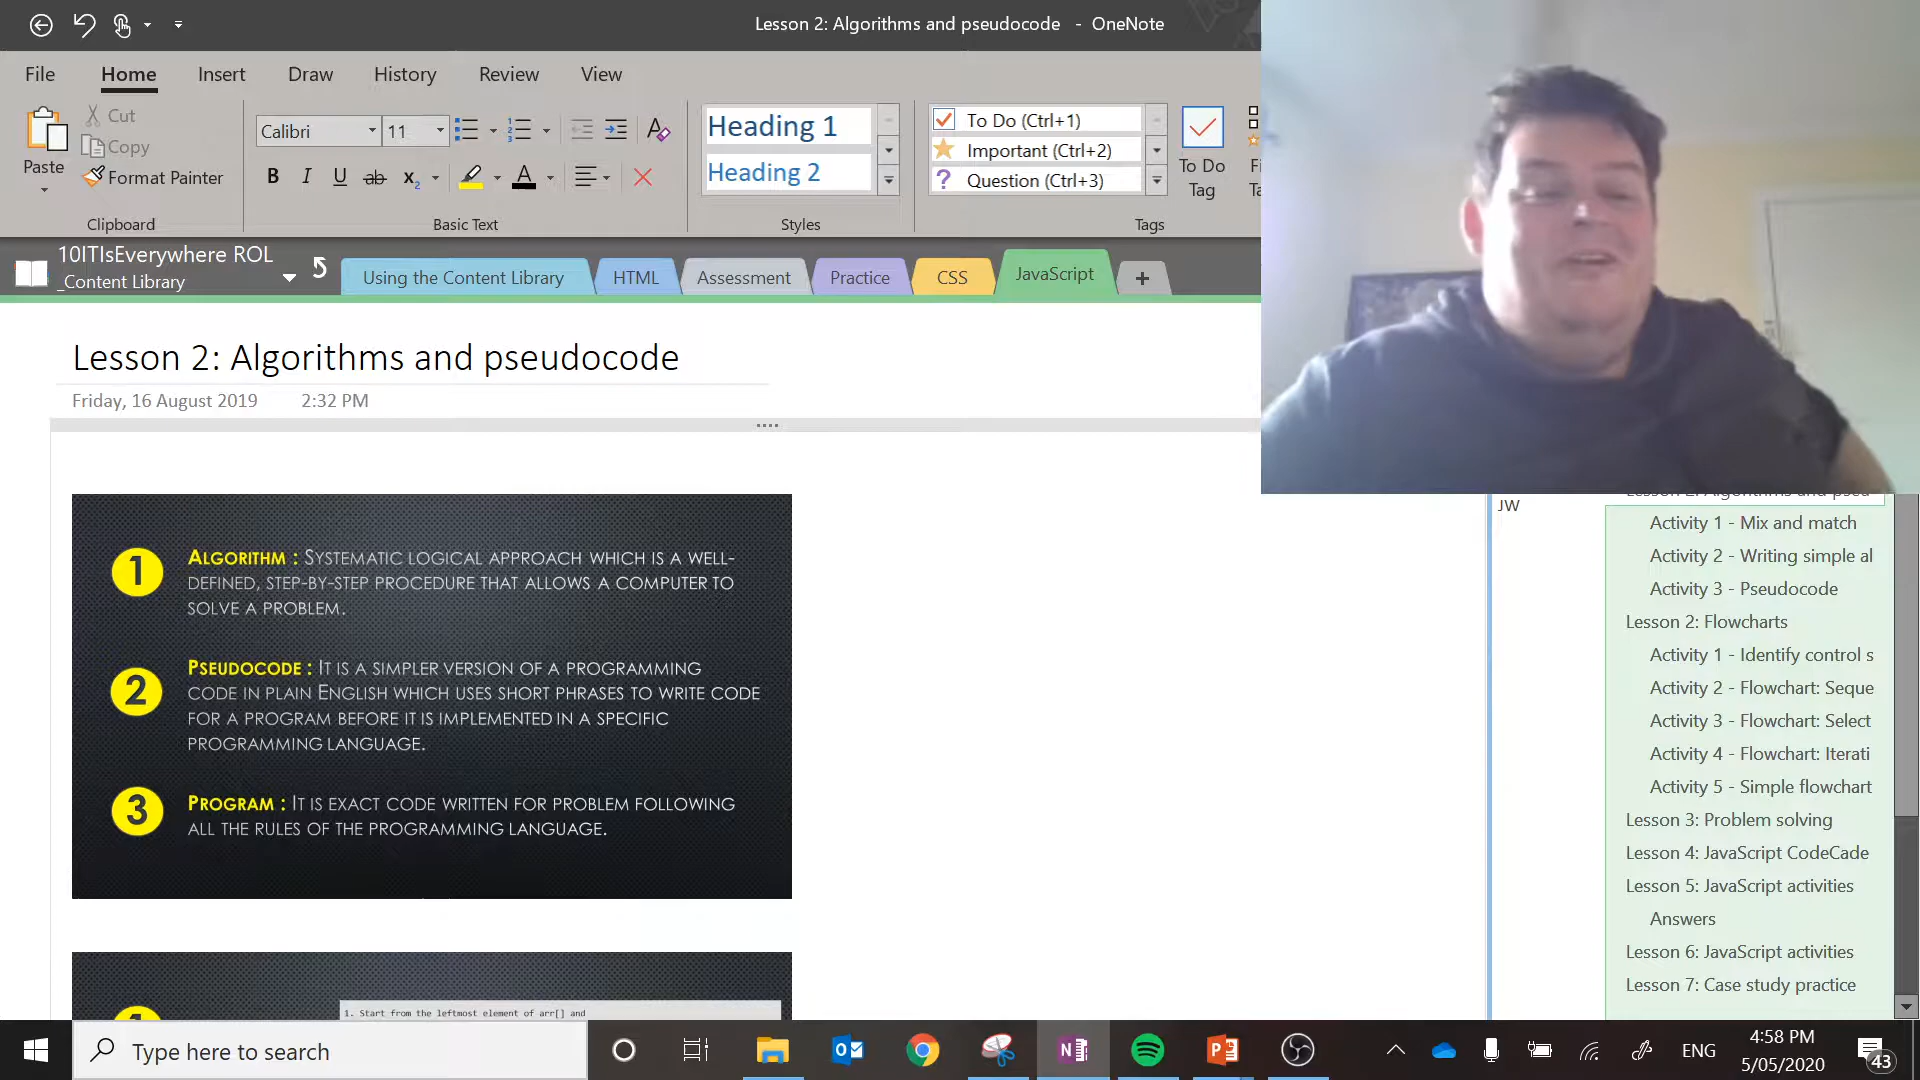 Lesson 2: Algorithms and pseudocode - OneNote
File Home Insert Draw History Review View
Paste
Cut
Copy
Format Painter
Clipboard
Calibri 11
B I U ab x2 A
Basic Text
Heading 1
Heading 2
Styles
To Do (Ctrl+1)
Important (Ctrl+2)
Question (Ctrl+3)
To Do
Tag
Tags
10ITIsEverywhere ROL
_Content Library
Using the Content Library HTML Assessment Practice CSS JavaScript +
Lesson 2: Algorithms and pseudocode
Friday, 16 August 2019 2:32 PM
1
ALGORITHM : SYSTEMATIC LOGICAL APPROACH WHICH IS A WELL-
DEFINED, STEP-BY-STEP PROCEDURE THAT ALLOWS A COMPUTER TO
SOLVE A PROBLEM.
2
PSEUDOCODE : IT IS A SIMPLER VERSION OF A PROGRAMMING
CODE IN PLAIN ENGLISH WHICH USES SHORT PHRASES TO WRITE CODE
FOR A PROGRAM BEFORE IT IS IMPLEMENTED IN A SPECIFIC
PROGRAMMING LANGUAGE.
3
PROGRAM : IT IS EXACT CODE WRITTEN FOR PROBLEM FOLLOWING
ALL THE RULES OF THE PROGRAMMING LANGUAGE.
1. Start from the leftmost element of arr[] and
JW
Activity 1 - Mix and match
Activity 2 - Writing simple al
Activity 3 - Pseudocode
Lesson 2: Flowcharts
Activity 1 - Identify control s
Activity 2 - Flowchart: Seque
Activity 3 - Flowchart: Select
Activity 4 - Flowchart: Iterati
Activity 5 - Simple flowchart
Lesson 3: Problem solving
Lesson 4: JavaScript CodeCade
Lesson 5: JavaScript activities
Answers
Lesson 6: JavaScript activities
Lesson 7: Case study practice
Type here to search
ENG
4:58 PM
5/05/2020
43